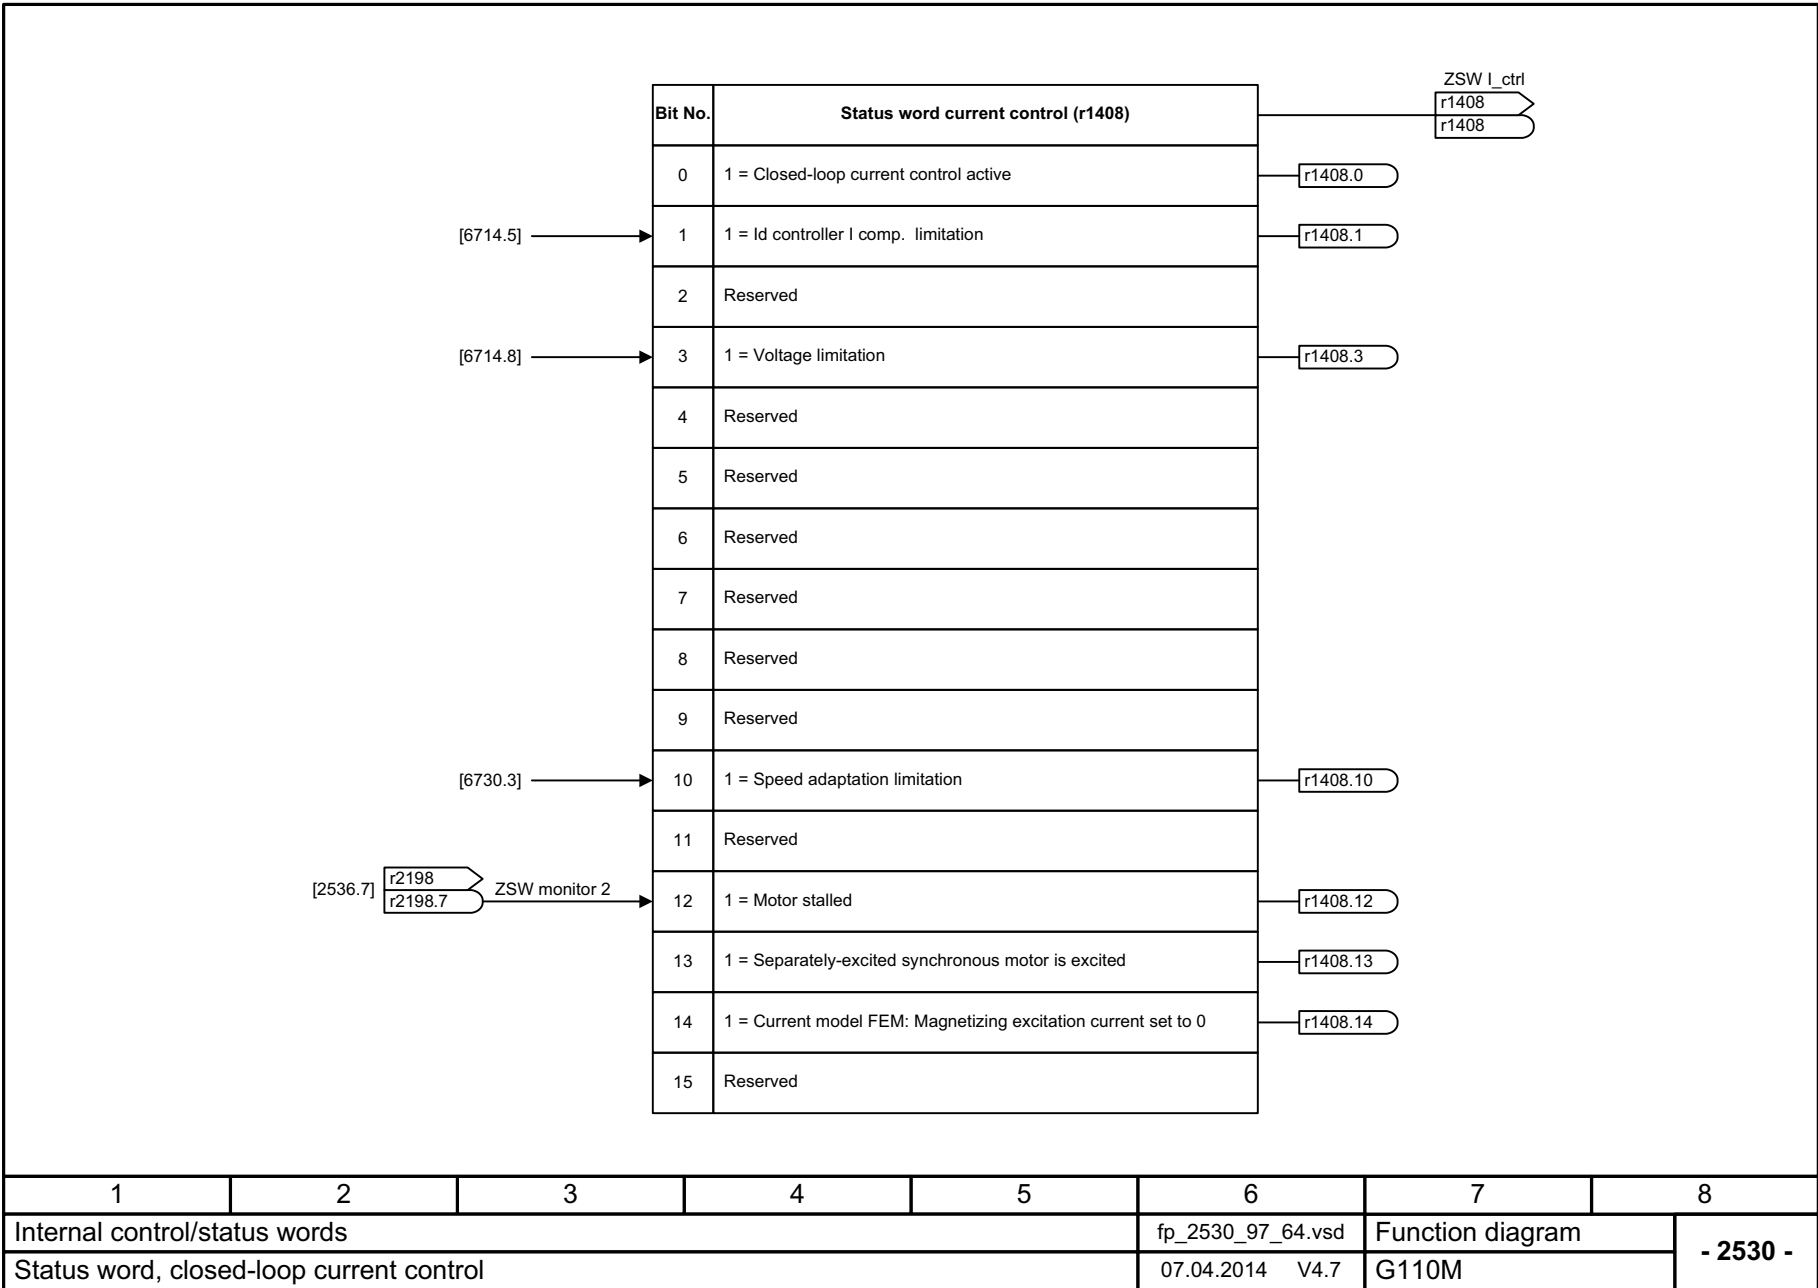 ZSW I_ctrl
r1408
r1408
Bit No. Status word current control (r1408)
0 1 = Closed-loop current control active r1408.0
[6714.5] 1 1 = Id controller I comp.  limitation r1408.1
2 Reserved
[6714.8] 3 1 = Voltage limitation r1408.3
4 Reserved
5 Reserved
6 Reserved
7 Reserved
8 Reserved
9 Reserved
[6730.3] 10 1 = Speed adaptation limitation r1408.10
11 Reserved
r2198
[2536.7] r2198.7 ZSW monitor 2 12 1 = Motor stalled r1408.12
13 1 = Separately-excited synchronous motor is excited r1408.13
14 1 = Current model FEM: Magnetizing excitation current set to 0 r1408.14
15 Reserved
1 2 3 4 5 6 7 8
Internal control/status words fp_2530_97_64.vsd Function diagram - 2530 -
Status word, closed-loop current control 07.04.2014 V4.7 G110M